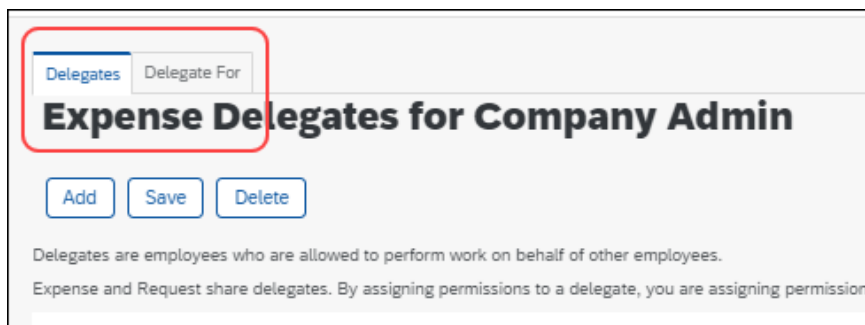 Delegates Delegate For
Expense Delegates for Company Admin
Add Save Delete
Delegates are employees who are allowed to perform work on behalf of other employees.
Expense and Request share delegates. By assigning permissions to a delegate, you are assigning permission